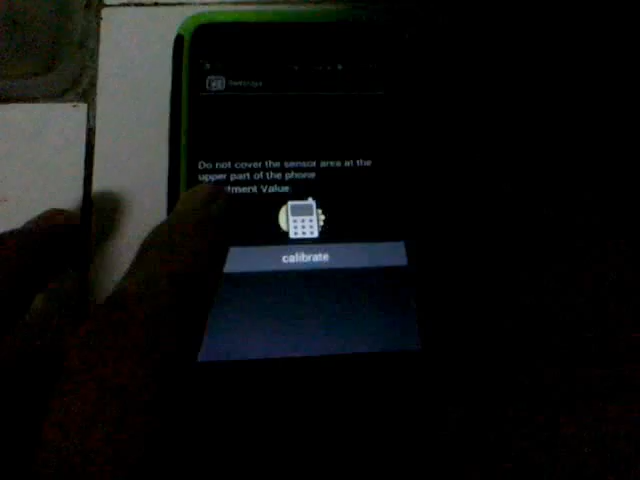 Settings
Do not cover the sensor area at the
upper part of the phone
tment Value:
calibrate